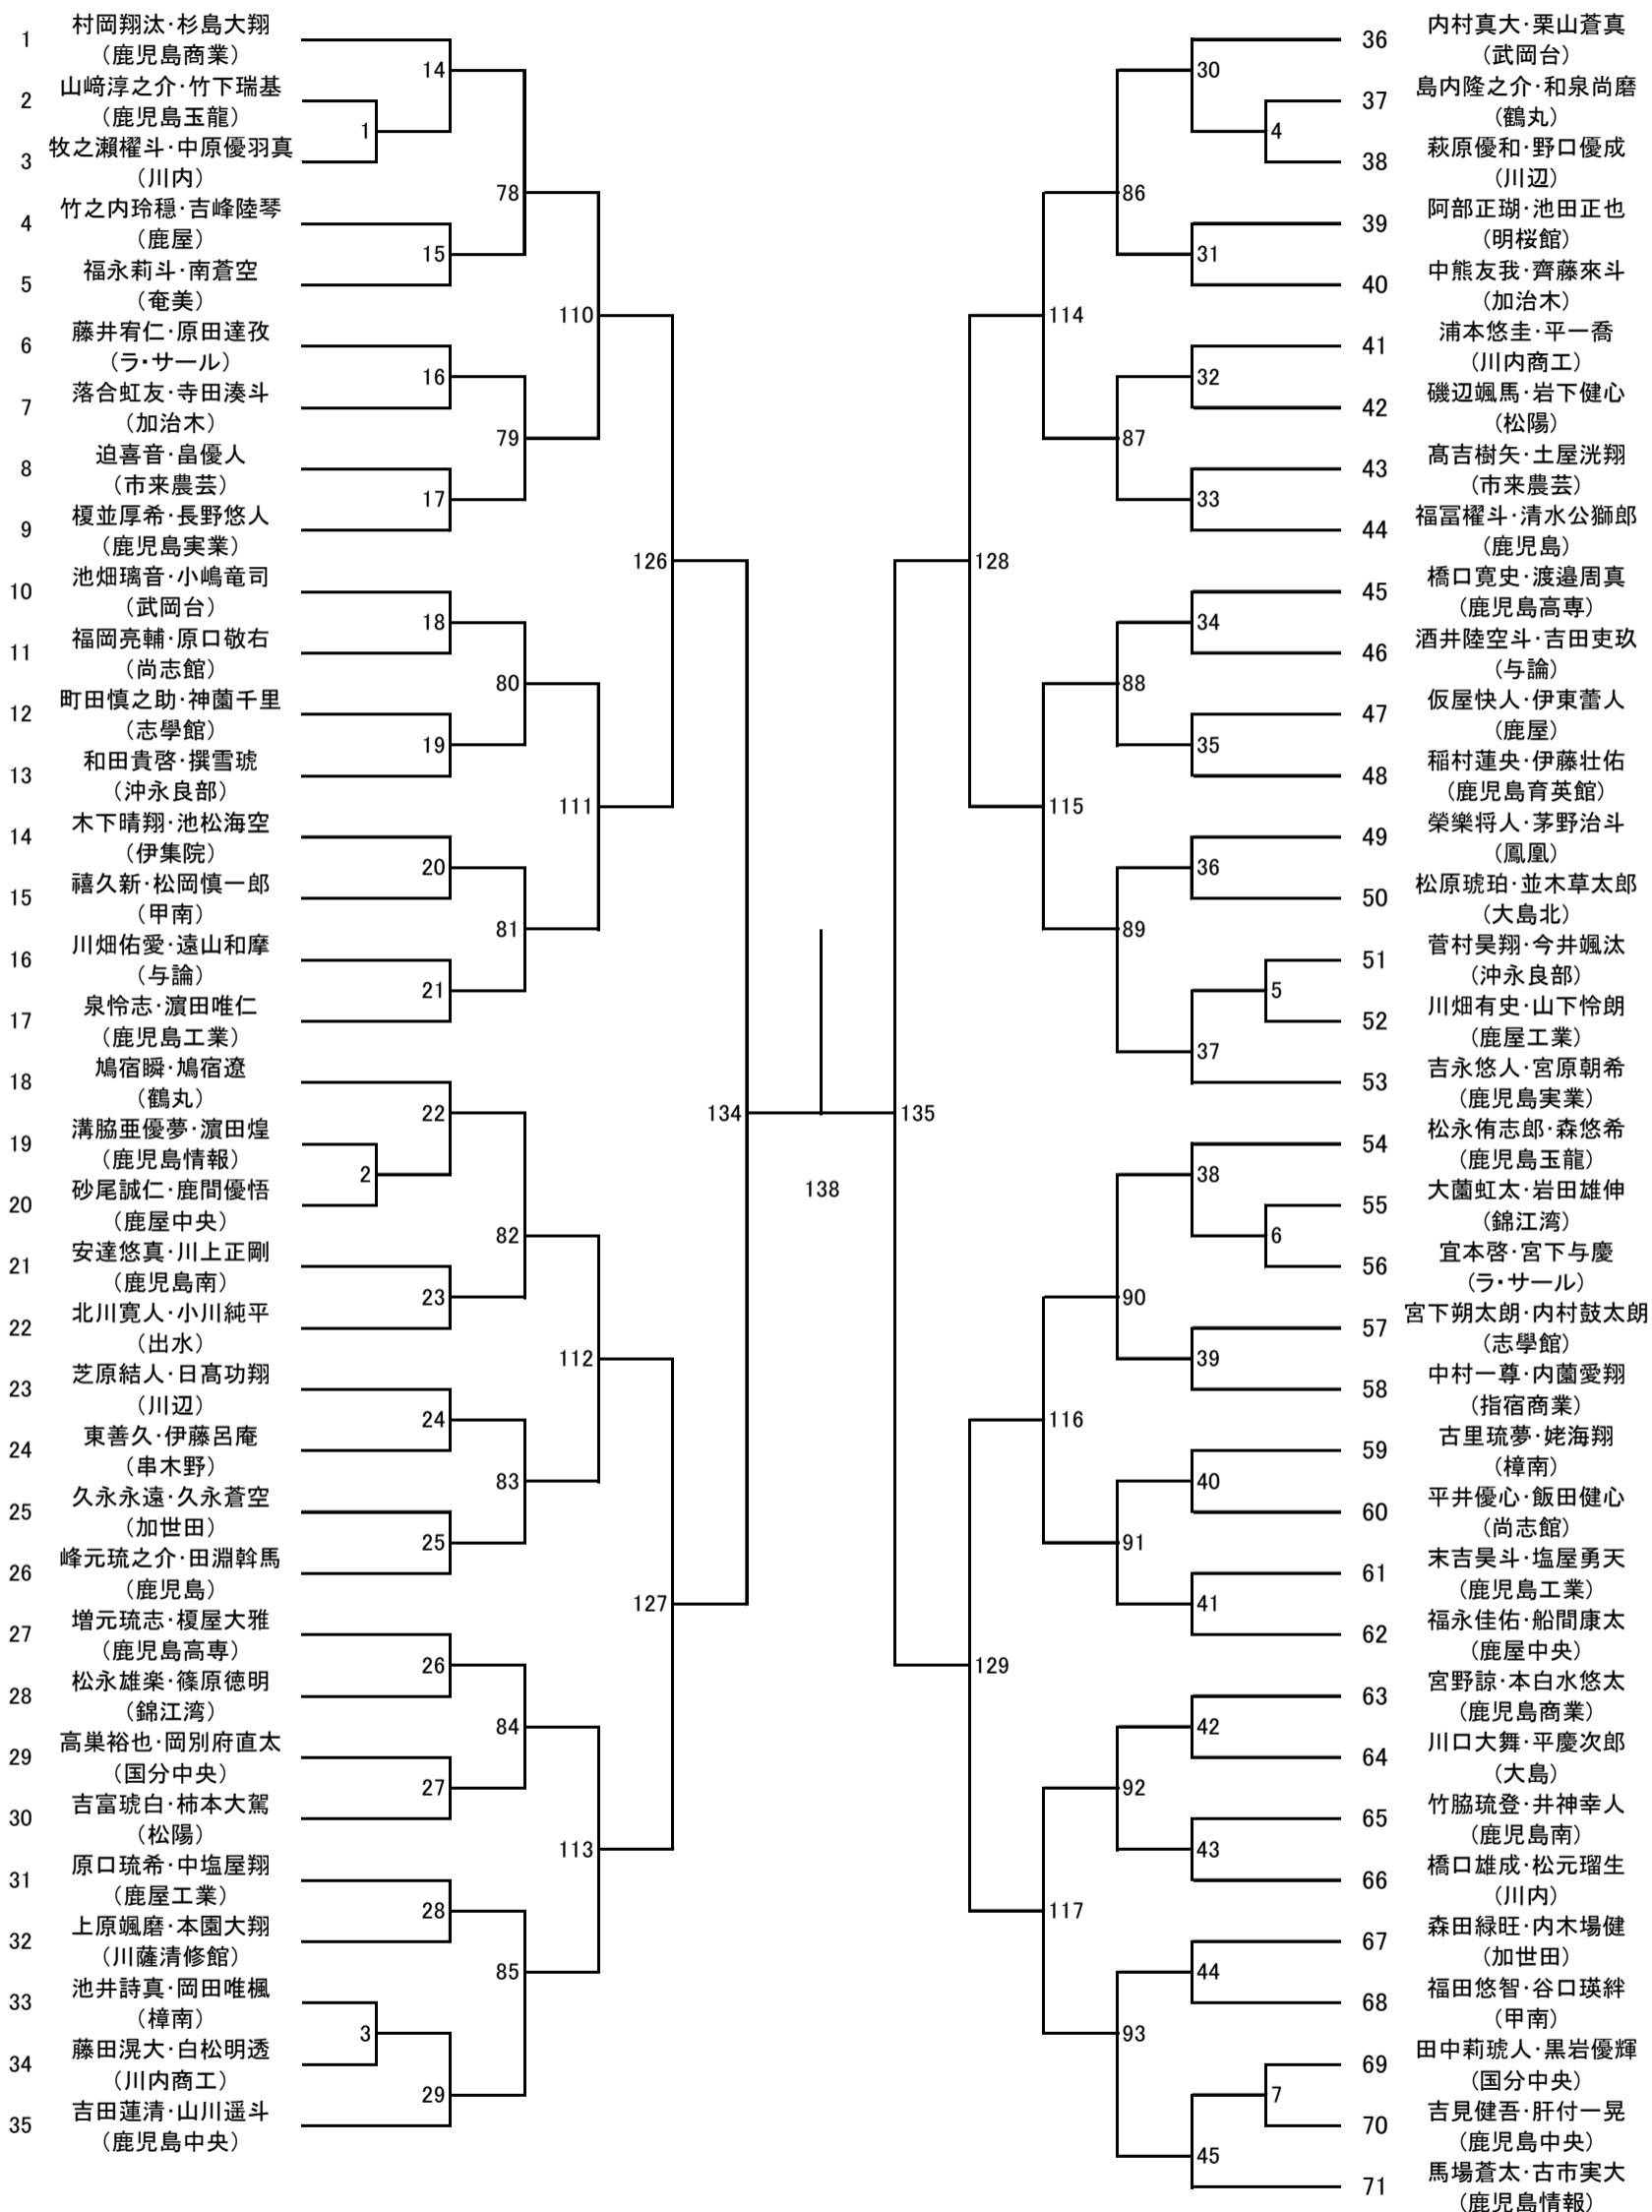 1 村岡翔汰・杉島大翔
(鹿児島商業)
2 山﨑淳之介・竹下瑞基
(鹿児島玉龍)
3 牧之瀬櫂斗・中原優羽真
(川内)
4 竹之内玲穏・吉峰陸琴
(鹿屋)
5 福永莉斗・南蒼空
(奄美)
6 藤井宥仁・原田達孜
(ラ・サール)
7 落合虹友・寺田湊斗
(加治木)
8 迫喜音・畠優人
(市来農芸)
9 榎並厚希・長野悠人
(鹿児島実業)
10 池畑璃音・小嶋竜司
(武岡台)
11 福岡亮輔・原口敬右
(尚志館)
12 町田慎之助・神薗千里
(志學館)
13 和田貴啓・撰雪琥
(沖永良部)
14 木下晴翔・池松海空
(伊集院)
15 禧久新・松岡慎一郎
(甲南)
16 川畑佑愛・遠山和摩
(与論)
17 泉怜志・濵田唯仁
(鹿児島工業)
18 鳩宿瞬・鳩宿遼
(鶴丸)
19 溝脇亜優夢・濵田煌
(鹿児島情報)
20 砂尾誠仁・鹿間優悟
(鹿屋中央)
21 安達悠真・川上正剛
(鹿児島南)
22 北川寛人・小川純平
(出水)
23 芝原結人・日髙功翔
(川辺)
24 東善久・伊藤呂庵
(串木野)
25 久永永遠・久永蒼空
(加世田)
26 峰元琉之介・田淵斡馬
(鹿児島)
27 増元琉志・榎屋大雅
(鹿児島高専)
28 松永雄楽・篠原徳明
(錦江湾)
29 高巣裕也・岡別府直太
(国分中央)
30 吉富琥白・柿本大駕
(松陽)
31 原口琉希・中塩屋翔
(鹿屋工業)
32 上原颯磨・本園大翔
(川薩清修館)
33 池井詩真・岡田唯楓
(樟南)
34 藤田滉大・白松明透
(川内商工)
35 吉田蓮清・山川遥斗
(鹿児島中央)
1
2
3
14
15
16
17
18
19
20
21
22
23
24
25
26
27
28
29
78
79
80
81
82
83
84
85
110
111
112
113
126
127
134
138
135
128
129
114
115
116
117
86
87
88
89
90
91
92
93
30
31
32
33
34
35
36
37
38
39
40
41
42
43
44
45
4
5
6
7
36 内村真大・栗山蒼真
(武岡台)
37 島内隆之介・和泉尚磨
(鶴丸)
38 萩原優和・野口優成
(川辺)
39 阿部正瑚・池田正也
(明桜館)
40 中熊友我・齊藤來斗
(加治木)
41 浦本悠圭・平一喬
(川内商工)
42 磯辺颯馬・岩下健心
(松陽)
43 髙吉樹矢・土屋洸翔
(市来農芸)
44 福冨櫂斗・清水公獅郎
(鹿児島)
45 橋口寛史・渡邉周真
(鹿児島高専)
46 酒井陸空斗・吉田吏玖
(与論)
47 仮屋快人・伊東蕾人
(鹿屋)
48 稲村蓮央・伊藤壮佑
(鹿児島育英館)
49 榮樂将人・茅野治斗
(鳳凰)
50 松原琥珀・並木草太郎
(大島北)
51 菅村昊翔・今井颯汰
(沖永良部)
52 川畑有史・山下怜朗
(鹿屋工業)
53 吉永悠人・宮原朝希
(鹿児島実業)
54 松永侑志郎・森悠希
(鹿児島玉龍)
55 大薗虹太・岩田雄伸
(錦江湾)
56 宜本啓・宮下与慶
(ラ・サール)
57 宮下朔太朗・内村鼓太朗
(志學館)
58 中村一尊・内薗愛翔
(指宿商業)
59 古里琉夢・姥海翔
(樟南)
60 平井優心・飯田健心
(尚志館)
61 末吉昊斗・塩屋勇天
(鹿児島工業)
62 福永佳佑・船間康太
(鹿屋中央)
63 宮野諒・本白水悠太
(鹿児島商業)
64 川口大舞・平慶次郎
(大島)
65 竹脇琉登・井神幸人
(鹿児島南)
66 橋口雄成・松元瑠生
(川内)
67 森田緑旺・内木場健
(加世田)
68 福田悠智・谷口瑛絆
(甲南)
69 田中莉琥人・黒岩優輝
(国分中央)
70 吉見健吾・肝付一晃
(鹿児島中央)
71 馬場蒼太・古市実大
(鹿児島情報)